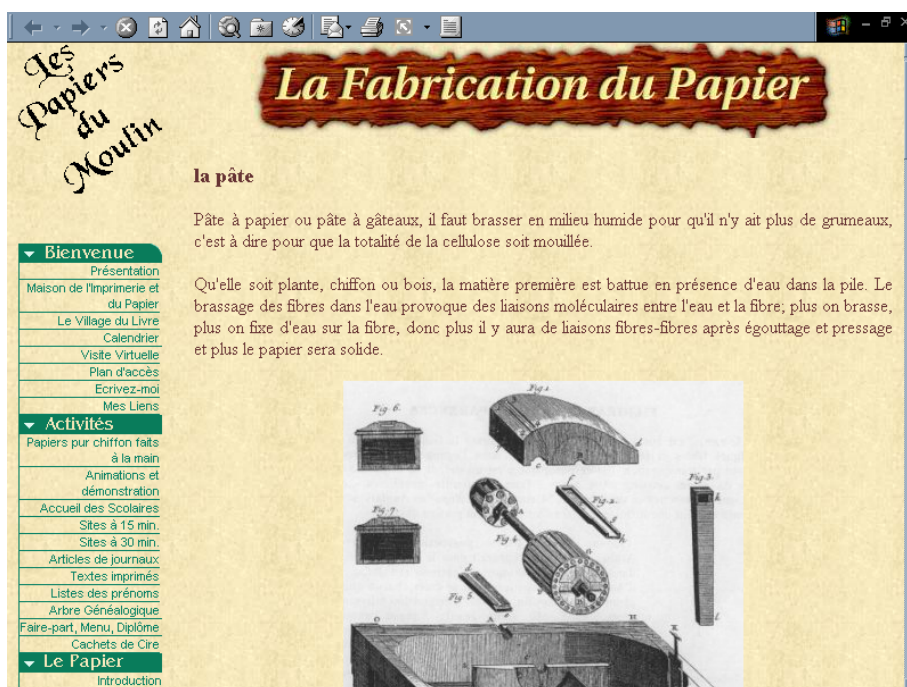 Les
Papiers
du
Moulin
La Fabrication du Papier
Bienvenue
Présentation
Maison de l'Imprimerie et
du Papier
Le Village du Livre
Calendrier
Visite Virtuelle
Plan d'accès
Ecrivez-moi
Mes Liens
Activités
Papiers pur chiffon faits
à la main
Animations et
démonstration
Accueil des Scolaires
Sites à 15 min.
Sites à 30 min.
Articles de journaux
Textes imprimés
Listes des prénoms
Arbre Généalogique
Faire-part, Menu, Diplôme
Cachets de Cire
Le Papier
Introduction
la pâte
Pâte à papier ou pâte à gâteaux, il faut brasser en milieu humide pour qu'il n'y ait plus de grumeaux,
c'est à dire pour que la totalité de la cellulose soit mouillée.
Qu'elle soit plante, chiffon ou bois, la matière première est battue en présence d'eau dans la pile. Le
brassage des fibres dans l'eau provoque des liaisons moléculaires entre l'eau et la fibre; plus on brasse,
plus on fixe d'eau sur la fibre, donc plus il y aura de liaisons fibres-fibres après égouttage et pressage
et plus le papier sera solide.
Fig. 1
Fig. 6.
Fig. 3.
Fig. 2.
Fig. 7.
Fig 4
Fig 5